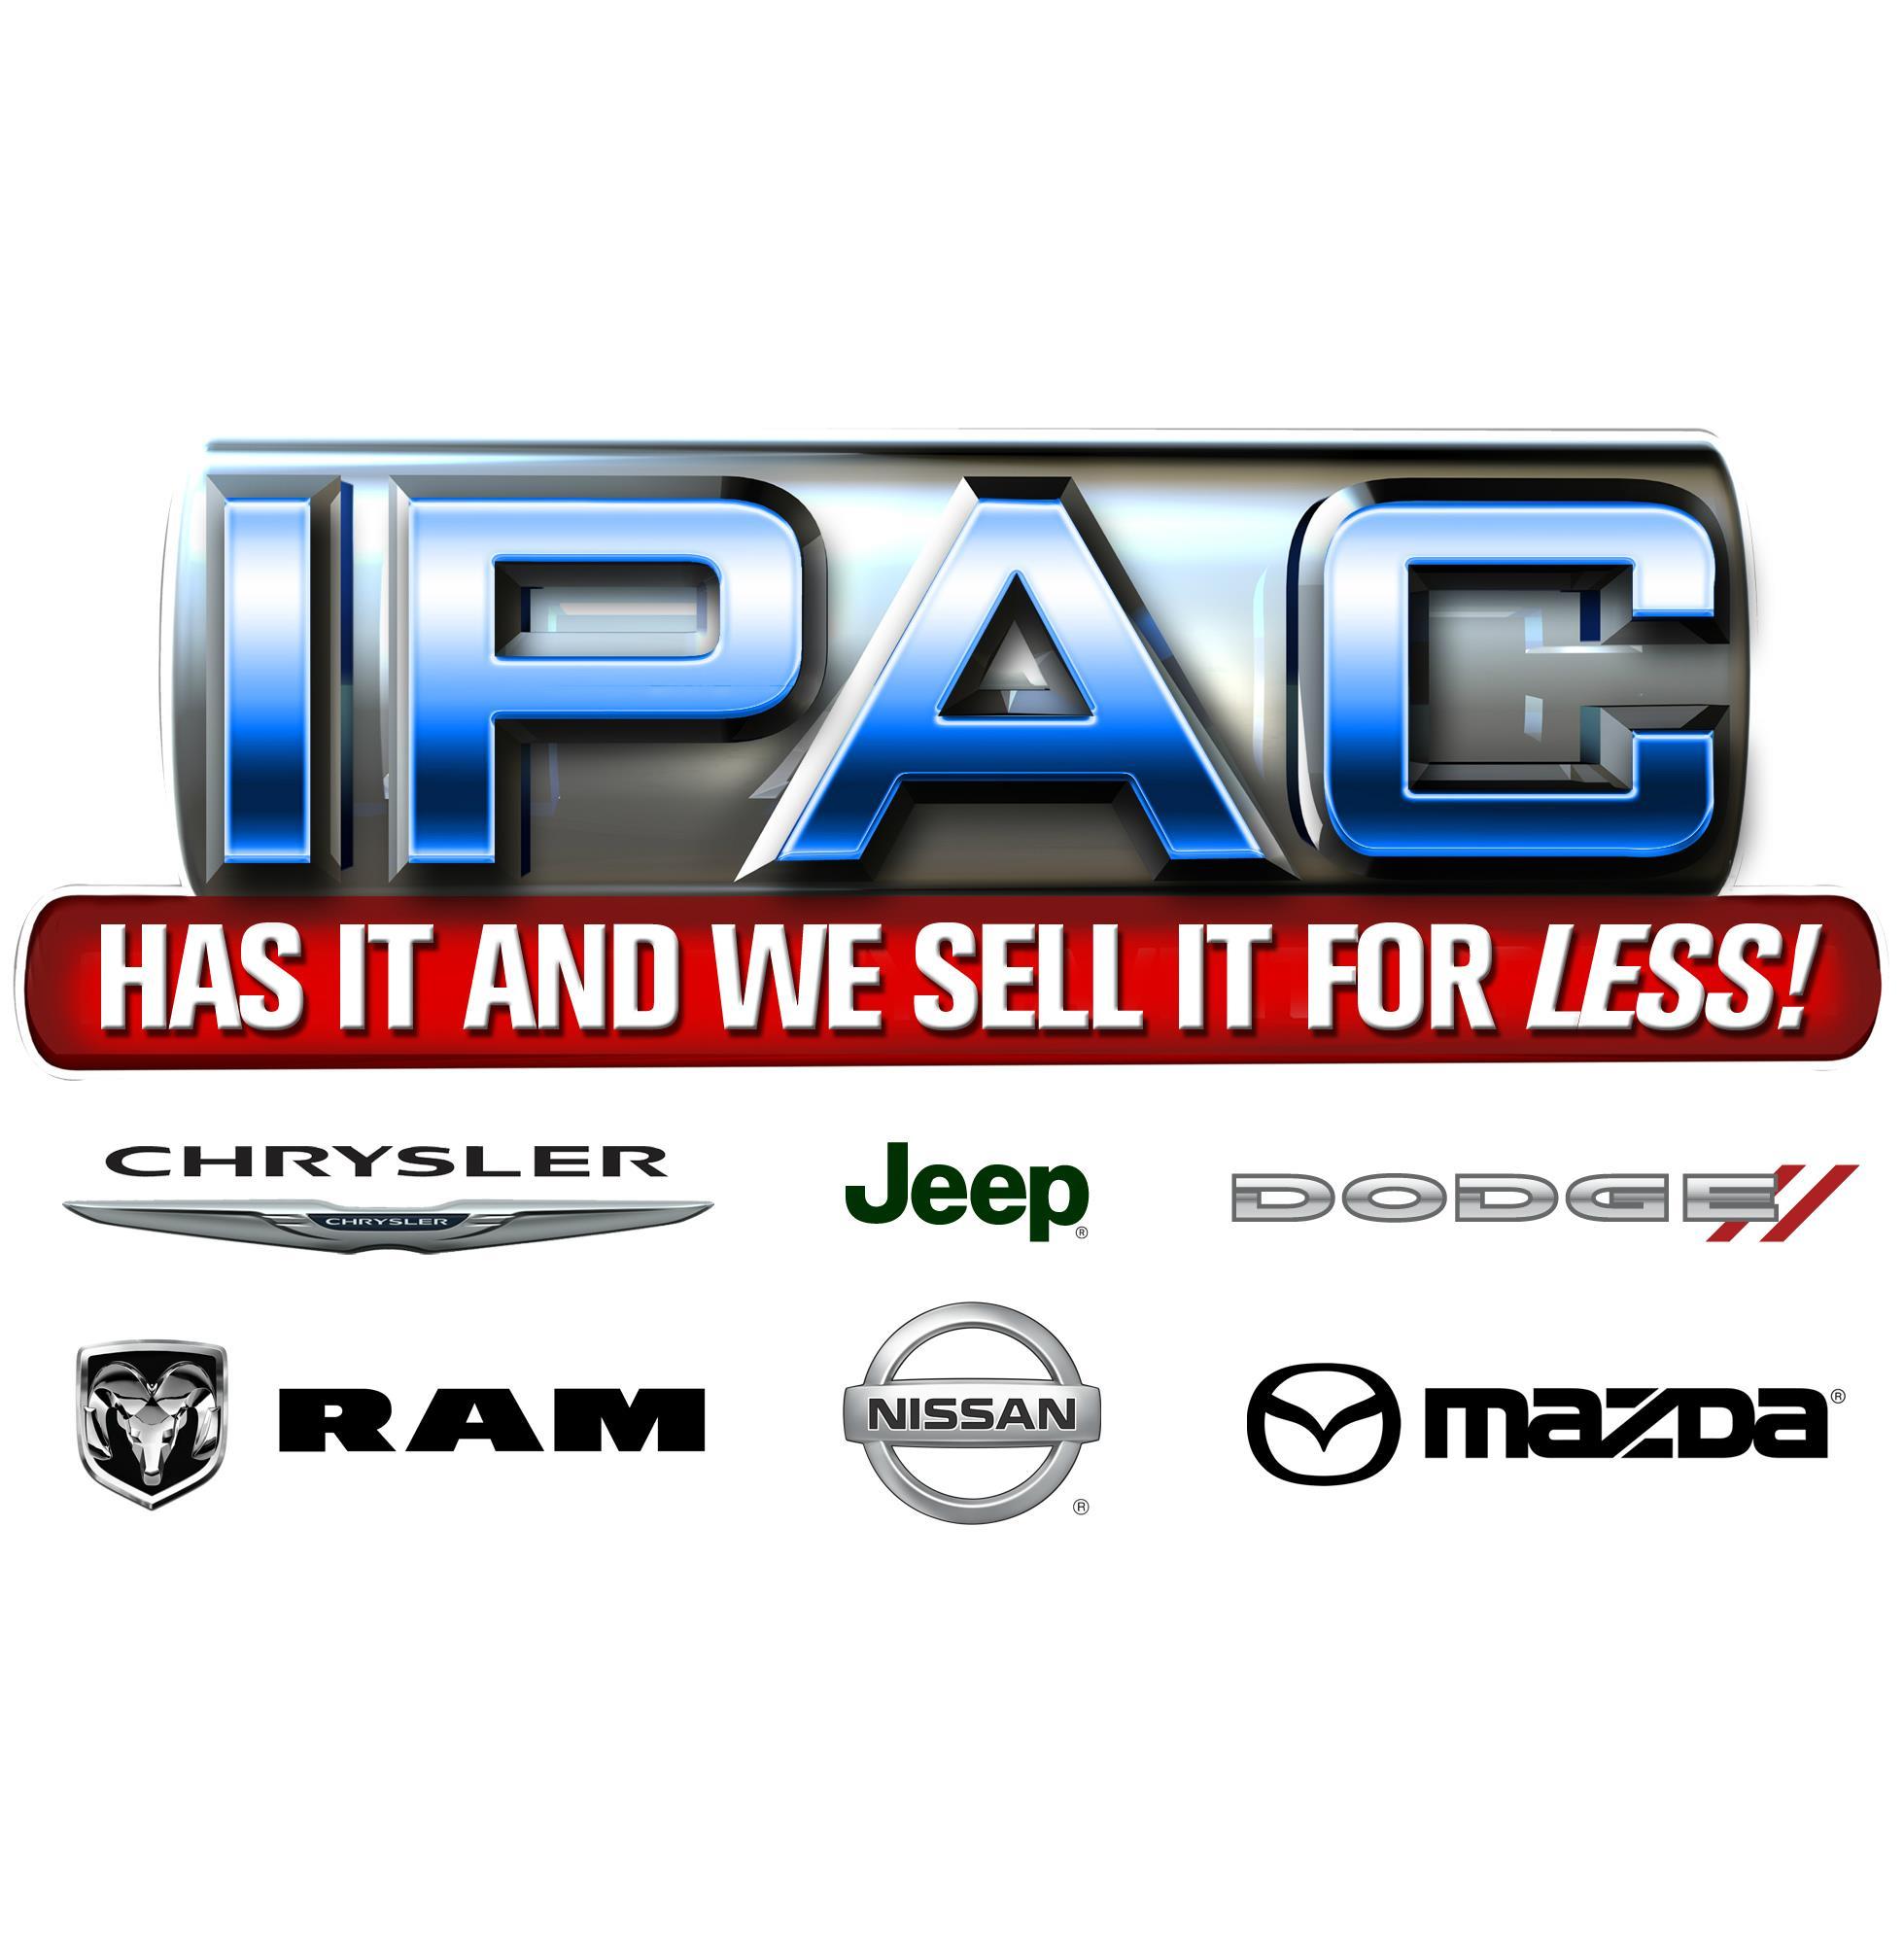 IPAC
HAS IT AND WE SELL IT FOR LESS!
CHRYSLER
CHRYSLER
Jeep®
DODGE
RAM
NISSAN
®
mazda®